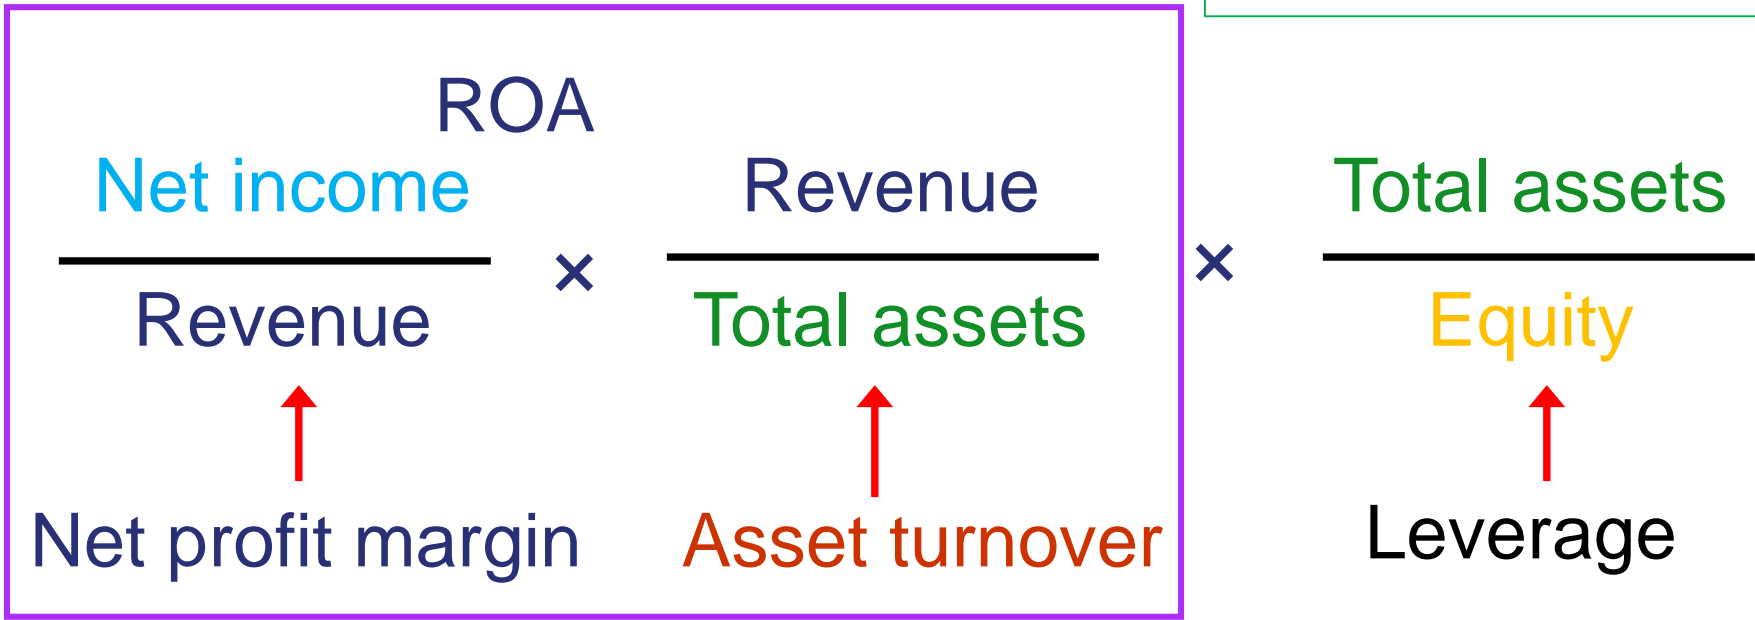 ROA
Net income Revenue Total assets
× ×
Revenue Total assets Equity
Net profit margin Asset turnover Leverage